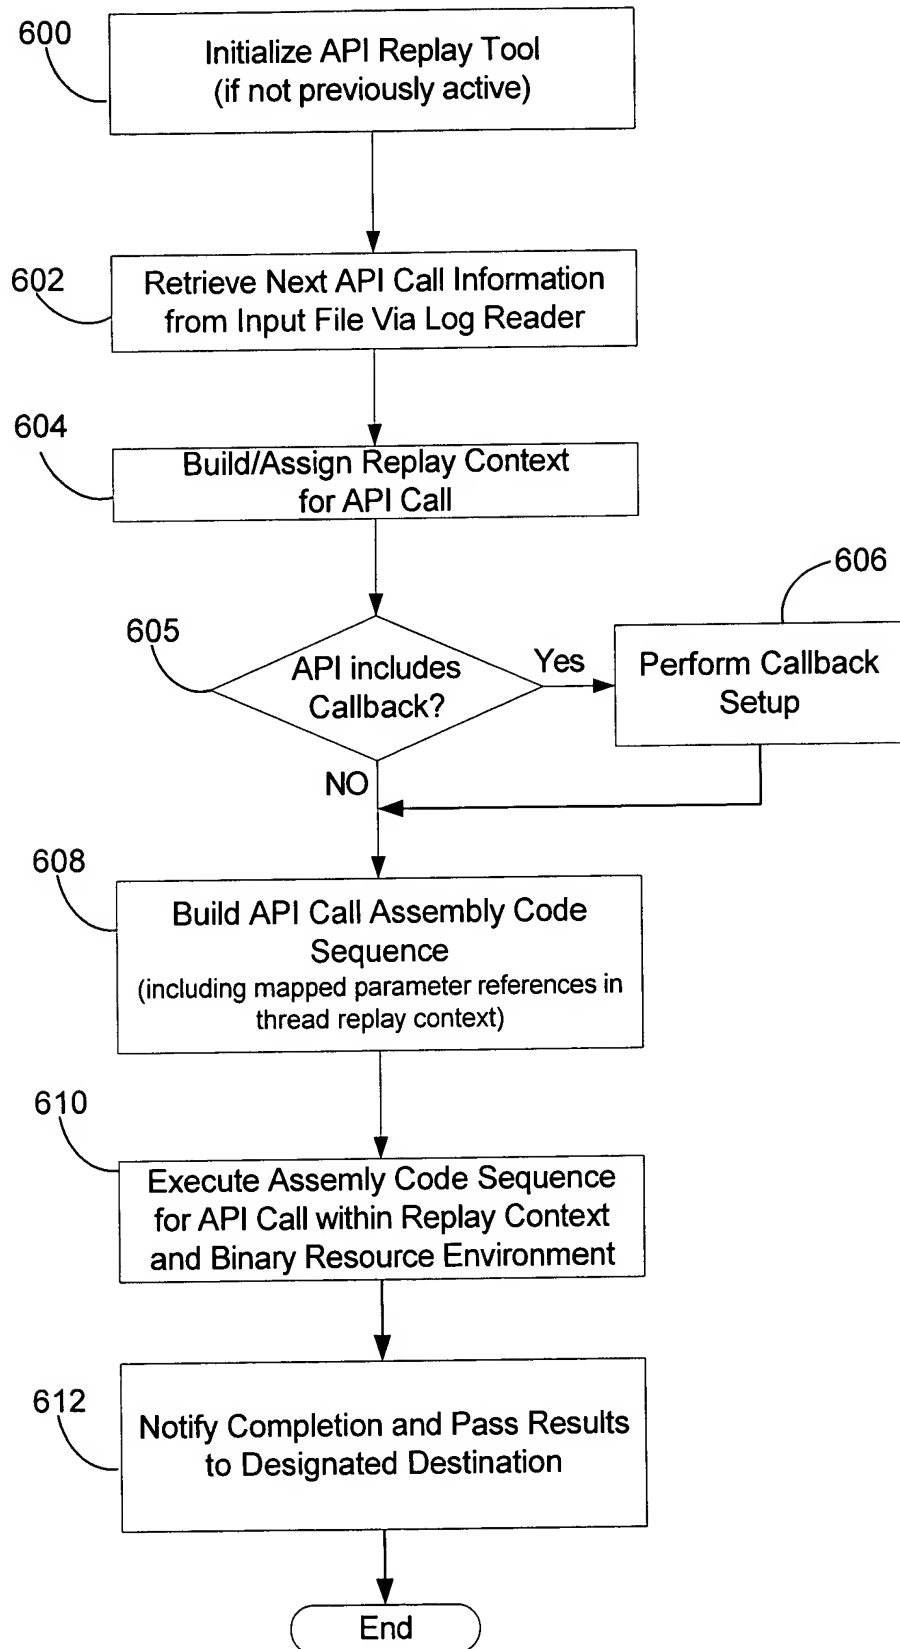 600
Initialize API Replay Tool
(if not previously active)
602
Retrieve Next API Call Information
from Input File Via Log Reader
604
Build/Assign Replay Context
for API Call
606
605
API includes
Callback?
Yes
Perform Callback
Setup
NO
608
Build API Call Assembly Code
Sequence
(including mapped parameter references in
thread replay context)
610
Execute Assemly Code Sequence
for API Call within Replay Context
and Binary Resource Environment
612
Notify Completion and Pass Results
to Designated Destination
End